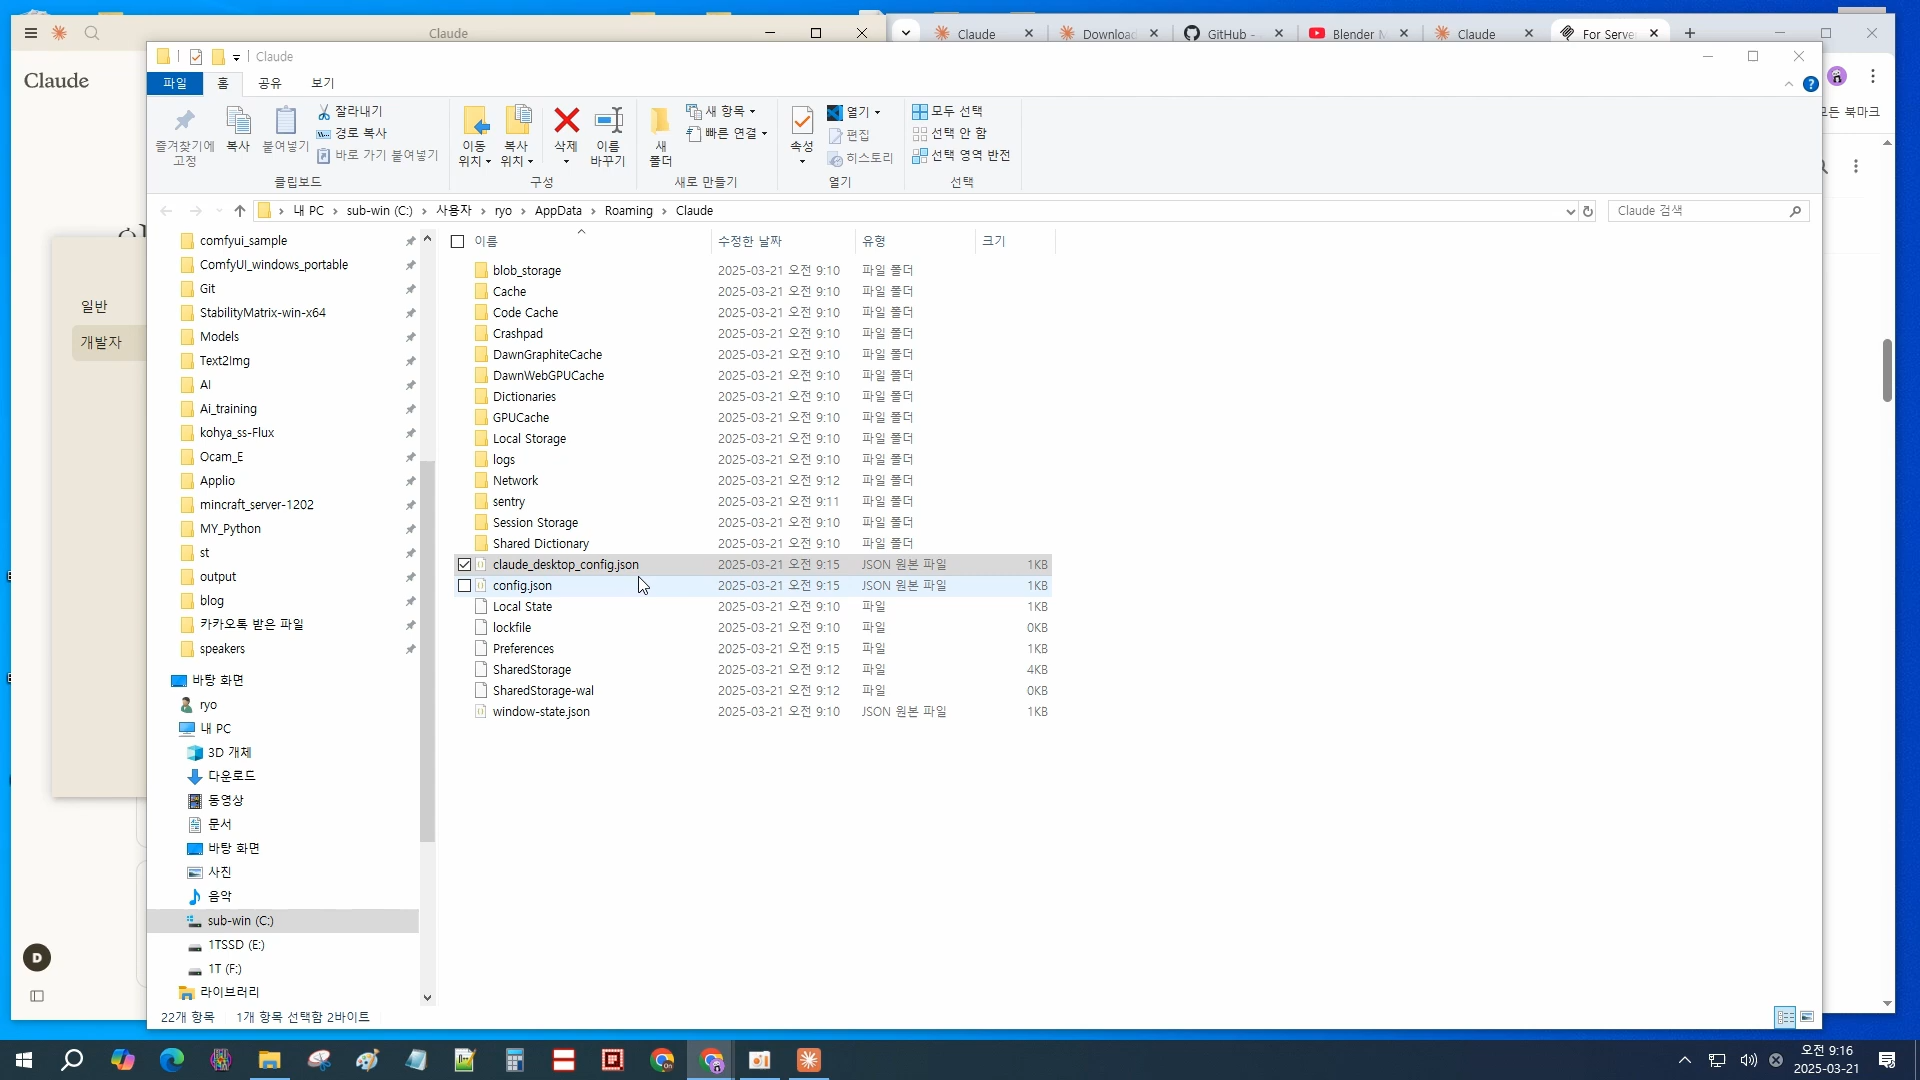 Claude
Claude
Download
GitHub -
Blender M
Claude
For Serve
Claude
Claude
파일
홈
공유
보기
모든 북마크
즐겨찾기에
고정
복사
붙여넣기
잘라내기
경로 복사
바로 가기 붙여넣기
클립보드
이동
위치
복사
위치
삭제
이름
바꾸기
구성
새
폴더
새 항목
빠른 연결
새로 만들기
속성
열기
편집
히스토리
열기
모두 선택
선택 안 함
선택 영역 반전
선택
내 PC › sub-win (C:) › 사용자 › ryo › AppData › Roaming › Claude
Claude 검색
일반
개발자
comfyui_sample
ComfyUI_windows_portable
Git
StabilityMatrix-win-x64
Models
Text2Img
AI
Ai_training
kohya_ss-Flux
Ocam_E
Applio
mincraft_server-1202
MY_Python
st
output
blog
카카오톡 받은 파일
speakers
바탕 화면
ryo
내 PC
3D 개체
다운로드
동영상
문서
바탕 화면
사진
음악
sub-win (C:)
1TSSD (E:)
1T (F:)
라이브러리
이름 수정한 날짜 유형 크기
blob_storage 2025-03-21 오전 9:10 파일 폴더
Cache 2025-03-21 오전 9:10 파일 폴더
Code Cache 2025-03-21 오전 9:10 파일 폴더
Crashpad 2025-03-21 오전 9:10 파일 폴더
DawnGraphiteCache 2025-03-21 오전 9:10 파일 폴더
DawnWebGPUCache 2025-03-21 오전 9:10 파일 폴더
Dictionaries 2025-03-21 오전 9:10 파일 폴더
GPUCache 2025-03-21 오전 9:10 파일 폴더
Local Storage 2025-03-21 오전 9:10 파일 폴더
logs 2025-03-21 오전 9:10 파일 폴더
Network 2025-03-21 오전 9:12 파일 폴더
sentry 2025-03-21 오전 9:11 파일 폴더
Session Storage 2025-03-21 오전 9:10 파일 폴더
Shared Dictionary 2025-03-21 오전 9:10 파일 폴더
claude_desktop_config.json 2025-03-21 오전 9:15 JSON 원본 파일 1KB
config.json 2025-03-21 오전 9:15 JSON 원본 파일 1KB
Local State 2025-03-21 오전 9:10 파일 1KB
lockfile 2025-03-21 오전 9:10 파일 0KB
Preferences 2025-03-21 오전 9:15 파일 1KB
SharedStorage 2025-03-21 오전 9:12 파일 4KB
SharedStorage-wal 2025-03-21 오전 9:12 파일 0KB
window-state.json 2025-03-21 오전 9:10 JSON 원본 파일 1KB
D
22개 항목 1개 항목 선택함 2바이트
오전 9:16
2025-03-21